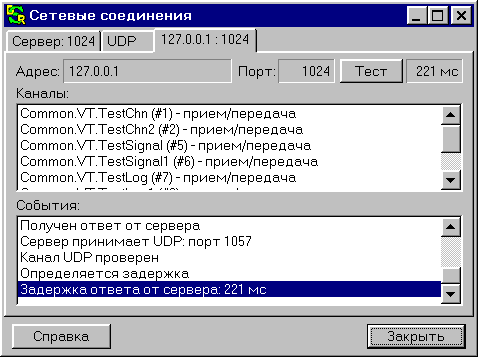 Сетевые соединения
Сервер: 1024 UDP 127.0.0.1 : 1024
Адрес: 127.0.0.1 Порт: 1024 Тест 221 мс
Каналы:
Common.VT.TestChn (#1) - прием/передача
Common.VT.TestChn2 (#2) - прием/передача
Common.VT.TestSignal (#5) - прием/передача
Common.VT.TestSignal1 (#6) - прием/передача
Common.VT.TestLog (#7) - прием/передача
События:
Получен ответ от сервера
Сервер принимает UDP: порт 1057
Канал UDP проверен
Определяется задержка
Задержка ответа от сервера: 221 мс
Справка Закрыть